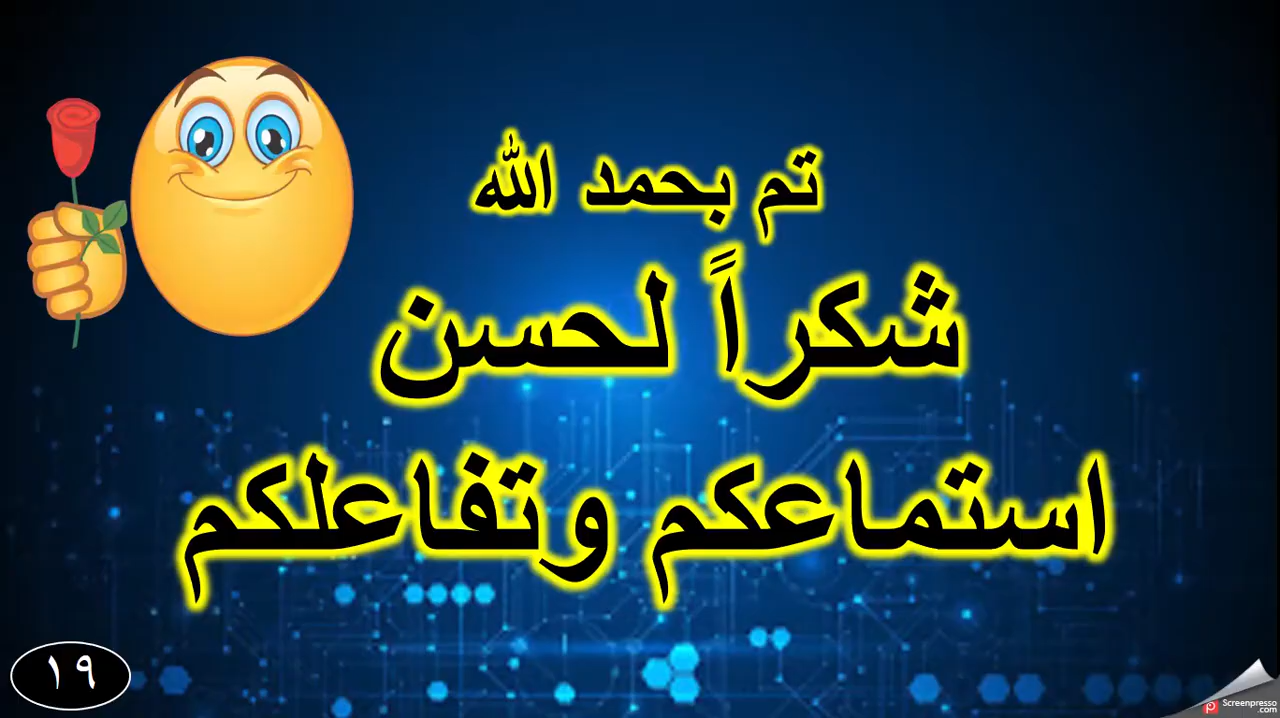 تم بحمد الله
شكراً لحسن
استماعكم وتفاعلكم
١٩
Screenpresso
.com